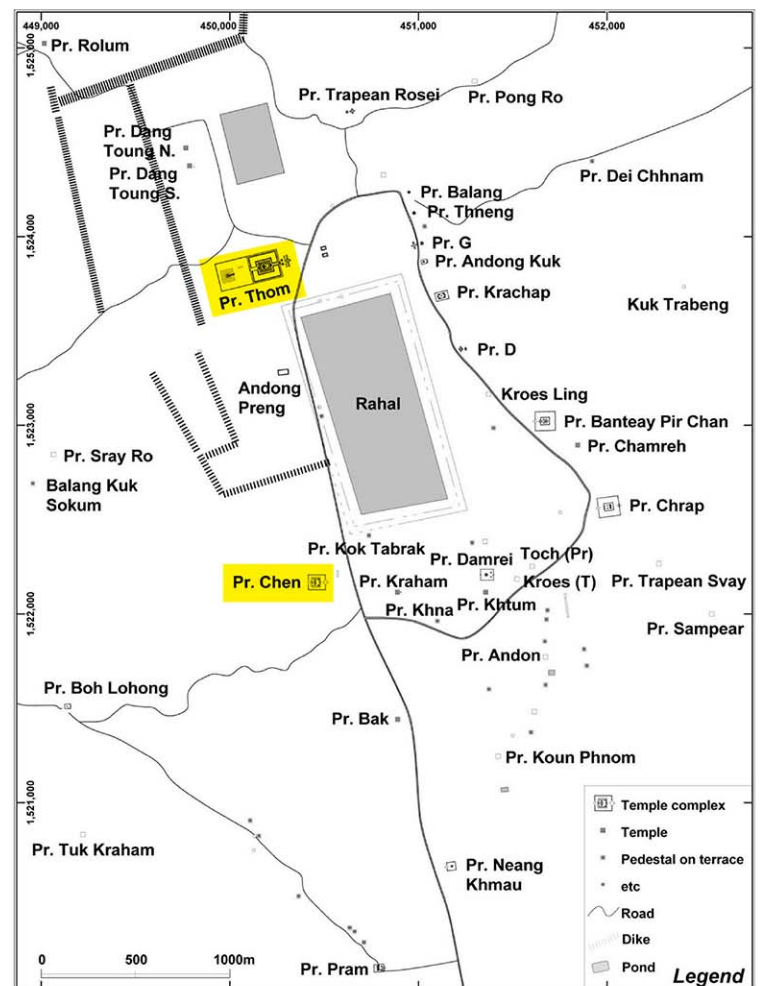 449,000
450,000
451,000
452,000
1,525,000
Pr. Rolum
Pr. Trapean Rosei
Pr. Pong Ro
Pr. Dang
Toung N.
Pr. Dang
Toung S.
Pr. Dei Chhnam
Pr. Balang
Pr. Thneng
1,524,000
Pr. G
Pr. Andong Kuk
Pr. Thom
Pr. Krachap
Kuk Trabeng
Pr. D
Andong
Preng
Rahal
Kroes Ling
1,523,000
Pr. Banteay Pir Chan
Pr. Chamreh
Pr. Sray Ro
Balang Kuk
Sokum
Pr. Chrap
Pr. Kok Tabrak
Pr. Damrei
Toch (Pr)
Pr. Chen
Pr. Kraham
Kroes (T)
Pr. Trapean Svay
Pr. Khna
Pr. Khtum
1,522,000
Pr. Sampear
Pr. Andon
Pr. Boh Lohong
Pr. Bak
Pr. Koun Phnom
1,521,000
Pr. Tuk Kraham
Pr. Neang
Khmau
Pr. Pram
0
500
1000m
Temple complex
Temple
Pedestal on terrace
etc
Road
Dike
Pond
Legend